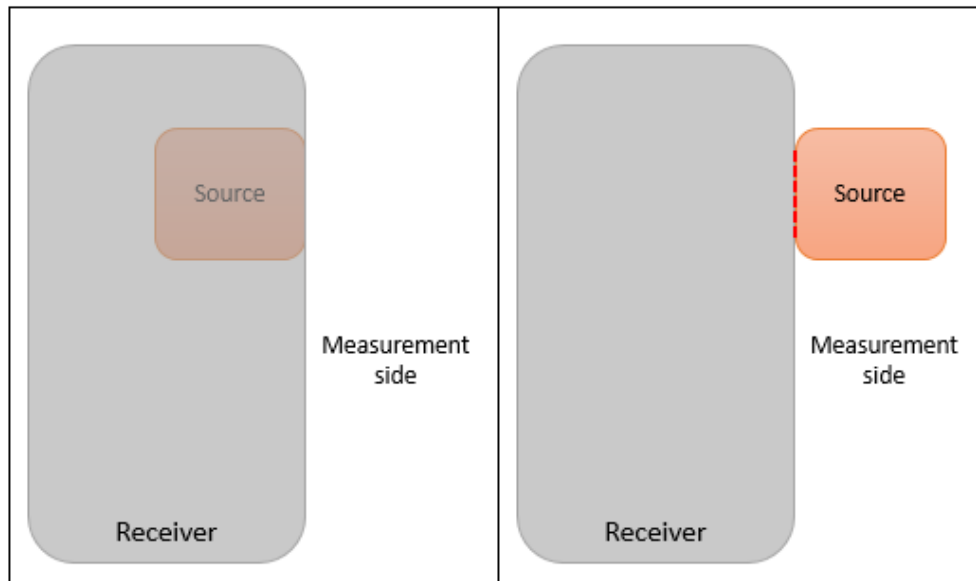 Source
Measurement
side
Receiver
Source
Measurement
side
Receiver